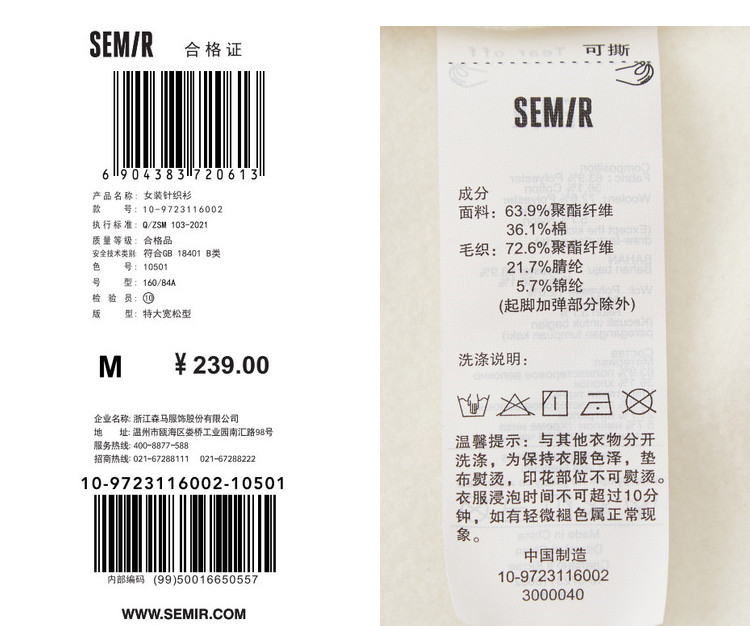 SEMIR 合格证
6 904383 720613
产品名称: 女装针织衫
款 号: 10-9723116002
执行标准: Q/ZSM 103-2021
质量等级: 合格品
安全技术类别: 符合GB 18401 B类
色 号: 10501
号 型: 160/84A
检 验 员: ⑩
版 型: 特大宽松型
M ¥ 239.00
企业名称: 浙江森马服饰股份有限公司
地 址: 温州市瓯海区娄桥工业园南汇路98号
服务热线: 400-8877-588
招商热线: 021-67288111 021-67288222
10-9723116002-10501
内部编码 (99)50016650557
WWW.SEMIR.COM
Tear off 可撕
SEMIR
成分
面料: 63.9%聚酯纤维
36.1%棉
毛织: 72.6%聚酯纤维
21.7%腈纶
5.7%锦纶
(起脚加弹部分除外)
洗涤说明:
温馨提示: 与其他衣物分开
洗涤，为保持衣服色泽，垫
布熨烫，印花部位不可熨烫。
衣服浸泡时间不可超过10分
钟，如有轻微褪色属正常现
象。
中国制造
10-9723116002
3000040